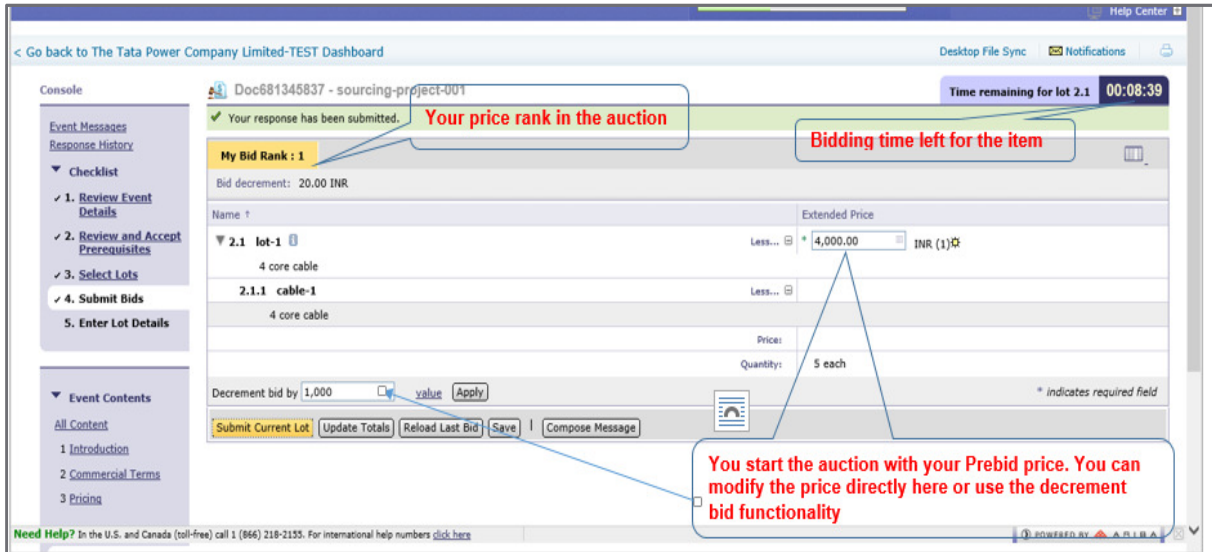 Help Center
< Go back to The Tata Power Company Limited-TEST Dashboard
Desktop File Sync
Notifications
Console
Doc681345837 - sourcing-project-001
Time remaining for lot 2.1 00:08:39
Event Messages
Response History
Checklist
✓ 1. Review Event
Details
✓ 2. Review and Accept
Prerequisites
✓ 3. Select Lots
✓ 4. Submit Bids
5. Enter Lot Details
✓ Your response has been submitted.
Your price rank in the auction
Bidding time left for the item
My Bid Rank : 1
Bid decrement: 20.00 INR
Name ↑
Extended Price
▼ 2.1 lot-1
Less...
* 4,000.00
INR (1)
4 core cable
2.1.1 cable-1
Less...
4 core cable
Price:
Quantity:
5 each
Decrement bid by 1,000 value Apply
* indicates required field
Submit Current Lot Update Totals Reload Last Bid Save | Compose Message
You start the auction with your Prebid price. You can
modify the price directly here or use the decrement
bid functionality
▼ Event Contents
All Content
1 Introduction
2 Commercial Terms
3 Pricing
Need Help? In the U.S. and Canada (toll-free) call 1 (866) 218-2155. For international help numbers click here
POWERED BY ARIBA